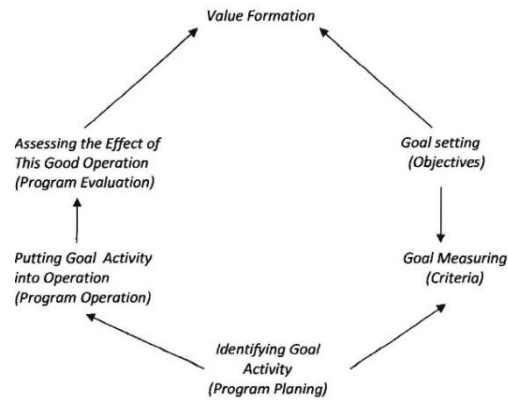 Value Formation
Assessing the Effect of
This Good Operation
(Program Evaluation)
Goal setting
(Objectives)
Putting Goal Activity
into Operation
(Program Operation)
Goal Measuring
(Criteria)
Identifying Goal
Activity
(Program Planing)